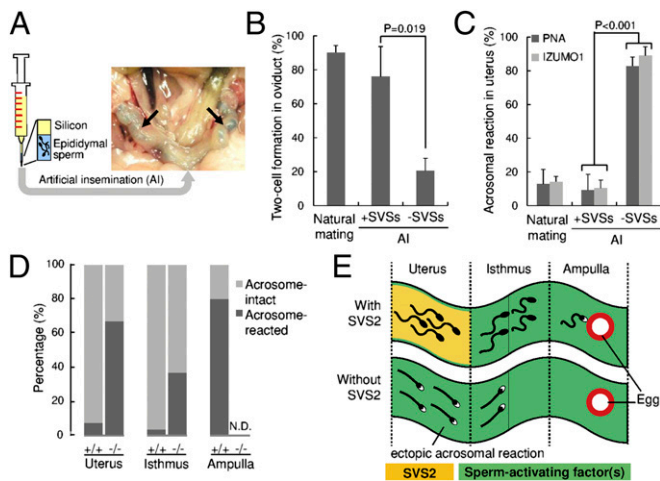 A
Silicon
Epididymal
sperm
Artificial insemination (AI)
B
Two-cell formation in oviduct (%)
100
80
60
40
20
0
P=0.019
Natural
mating
+SVSs
-SVSs
AI
C
Acrosomal reaction in uterus (%)
100
80
60
40
20
0
P<0.001
PNA
IZUMO1
Natural
mating
+SVSs
-SVSs
AI
D
Percentage (%)
100
80
60
40
20
0
Acrosome-
intact
Acrosome-
reacted
N.D.
+/+ -/-
+/+ -/-
+/+ -/-
Uterus
Isthmus
Ampulla
E
Uterus
Isthmus
Ampulla
With
SVS2
Without
SVS2
Egg
ectopic acrosomal reaction
SVS2
Sperm-activating factor(s)